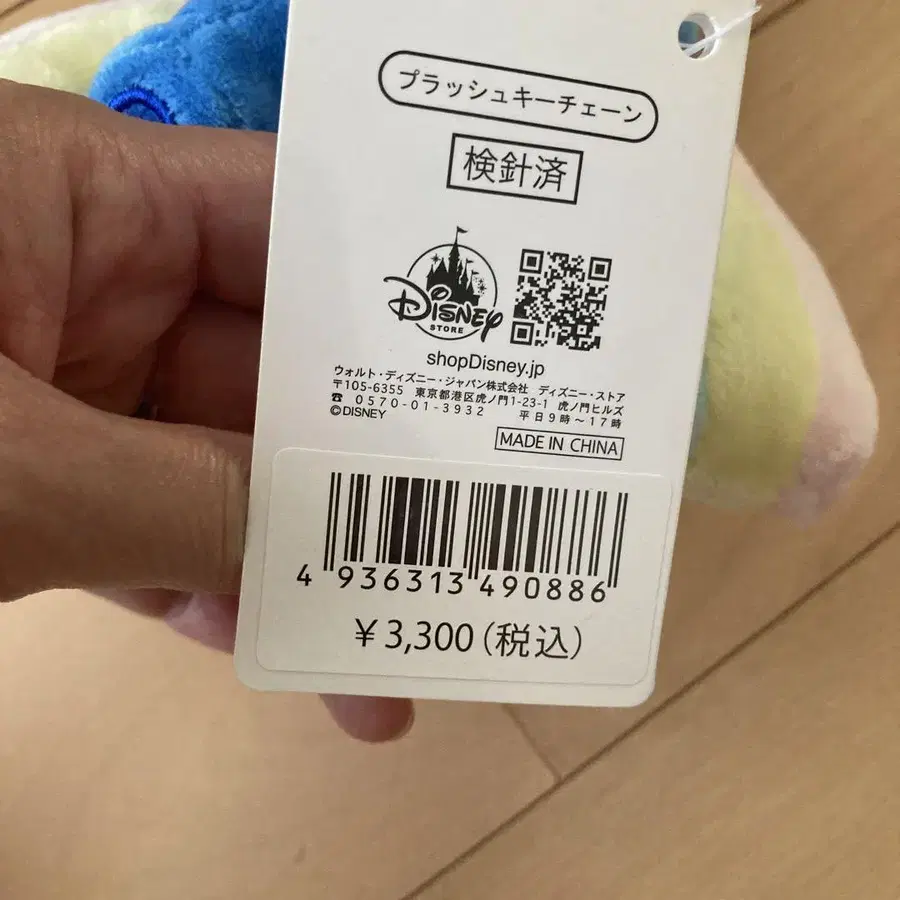 プラッシュキーチェーン
検針済
Disney
STORE
shopDisney.jp
ウォルト・ディズニー・ジャパン株式会社 ディズニー・ストア
〒105-6355 東京都港区虎ノ門1-23-1 虎ノ門ヒルズ
☎ 0570-01-3932 平日9時~17時
©DISNEY
MADE IN CHINA
4 936313 490886
¥3,300(税込)